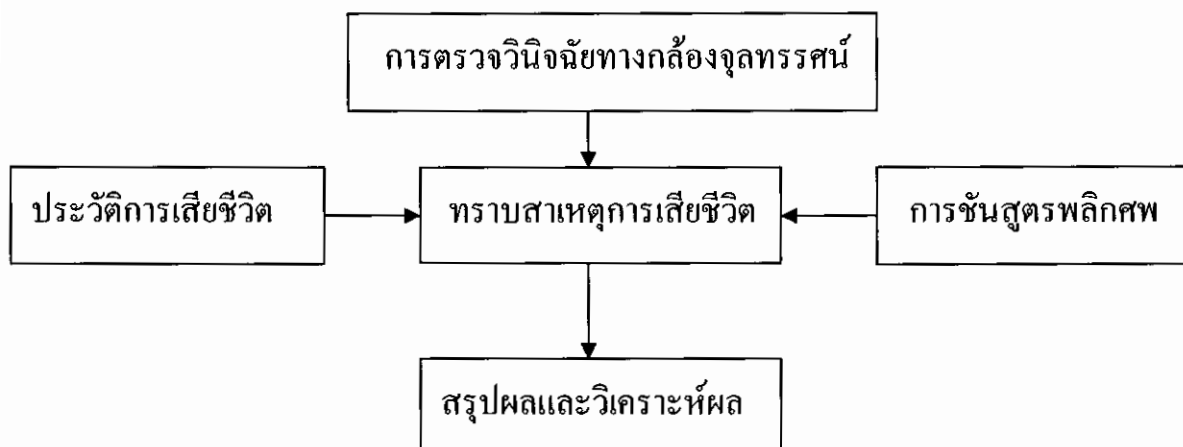 การตรวจวินิจฉัยทางกล้องจุลทรรศน์
ประวัติการเสียชีวิต
ทราบสาเหตุการเสียชีวิต
การชันสูตรพลิกศพ
สรุปผลและวิเคราะห์ผล